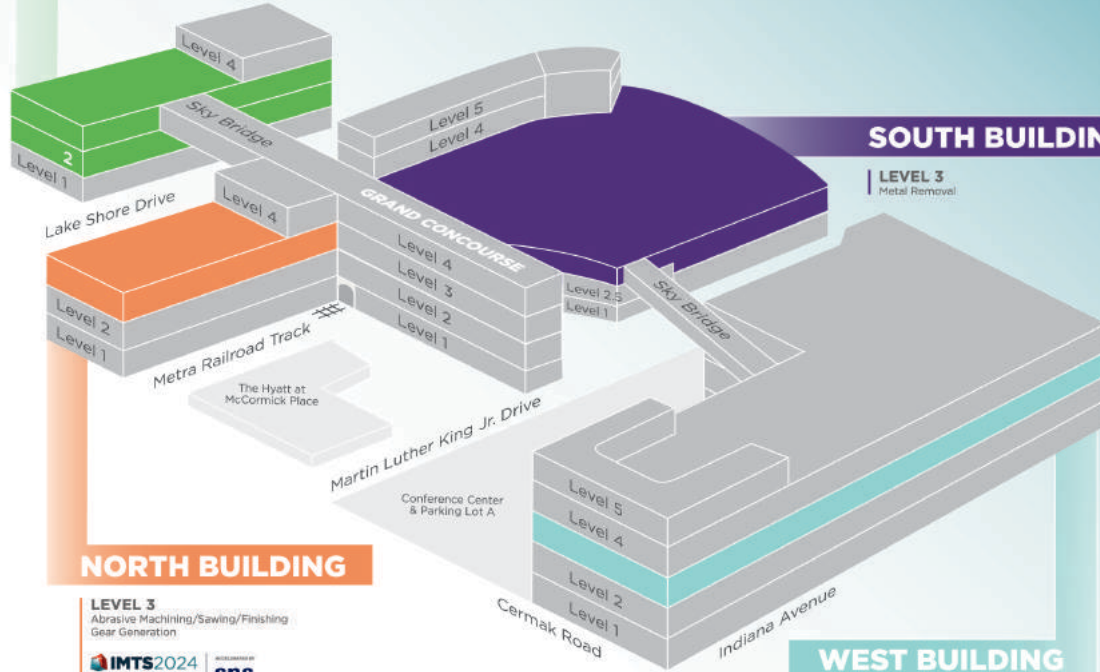 Level 4
Sky Bridge
2
Level 1
Lake Shore Drive
Level 5
Level 4
SOUTH BUILDIN
LEVEL 3
Metal Removal
Level 4
GRAND CONCOURSE
Level 4
Level 3
Level 2
Level 1
Level 2.5
Level 1
Sky Bridge
Level 2
Level 1
Metra Railroad Track
The Hyatt at
McCormick Place
Martin Luther King Jr. Drive
Conference Center
& Parking Lot A
Level 5
Level 4
Level 2
Level 1
Cermak Road
Indiana Avenue
NORTH BUILDING
LEVEL 3
Abrasive Machining/Sawing/Finishing
Gear Generation
IMTS2024
WEST BUILDING